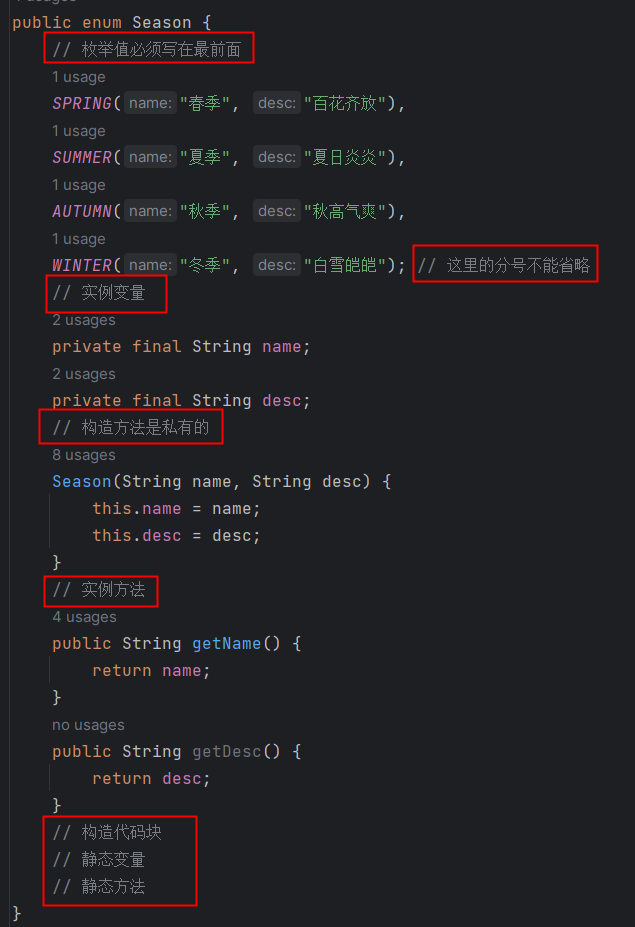 usages
public enum Season {
// 枚举值必须写在最前面
1 usage
SPRING( name: "春季", desc: "百花齐放"),
1 usage
SUMMER( name: "夏季", desc: "夏日炎炎"),
1 usage
AUTUMN( name: "秋季", desc: "秋高气爽"),
1 usage
WINTER( name: "冬季", desc: "白雪皑皑"); // 这里的分号不能省略
// 实例变量
2 usages
private final String name;
2 usages
private final String desc;
// 构造方法是私有的
8 usages
Season(String name, String desc) {
this.name = name;
this.desc = desc;
}
// 实例方法
4 usages
public String getName() {
return name;
}
no usages
public String getDesc() {
return desc;
}
// 构造代码块
// 静态变量
// 静态方法
}